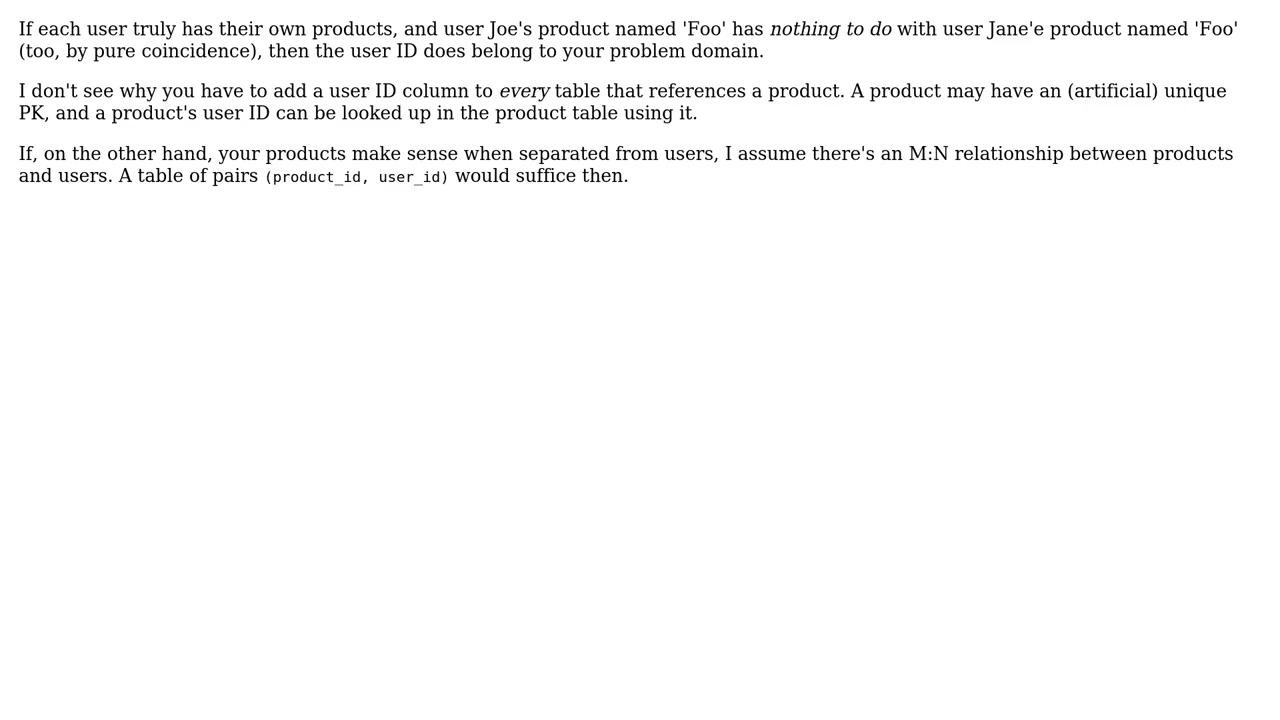 If each user truly has their own products, and user Joe's product named 'Foo' has nothing to do with user Jane'e product named 'Foo'
(too, by pure coincidence), then the user ID does belong to your problem domain.
I don't see why you have to add a user ID column to every table that references a product. A product may have an (artificial) unique
PK, and a product's user ID can be looked up in the product table using it.
If, on the other hand, your products make sense when separated from users, I assume there's an M:N relationship between products
and users. A table of pairs (product_id, user_id) would suffice then.